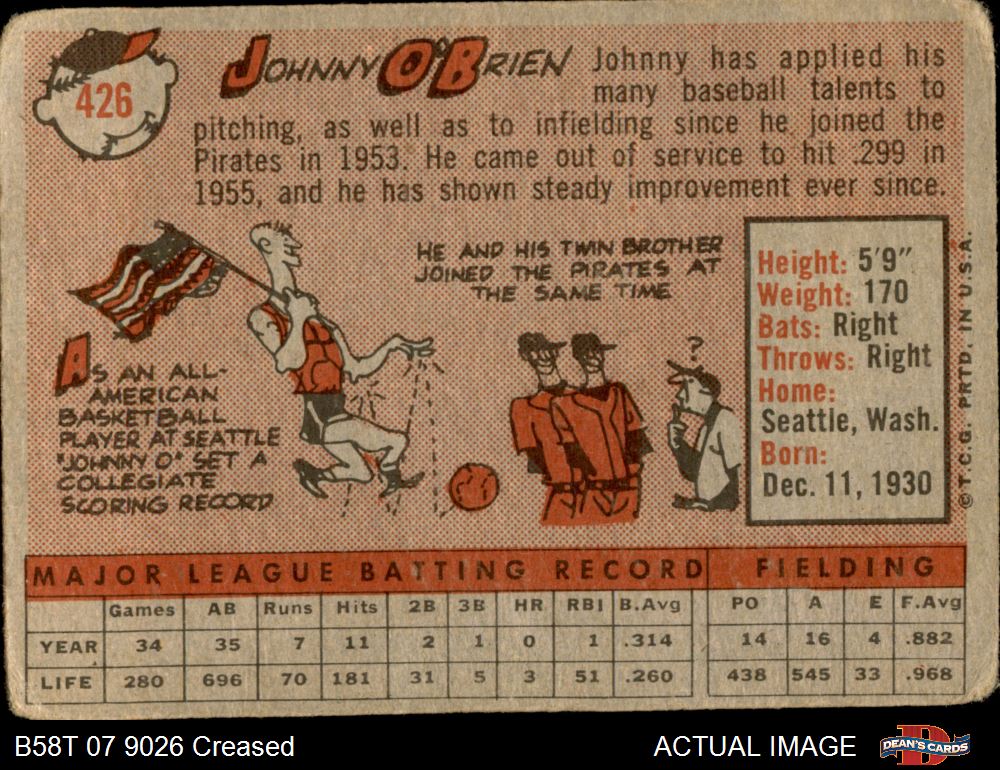 426
JOHNNY O'BRIEN
Johnny has applied his
many baseball talents to
pitching, as well as to infielding since he joined the
Pirates in 1953. He came out of service to hit .299 in
1955, and he has shown steady improvement ever since.
AS AN ALL-
AMERICAN
BASKETBALL
PLAYER AT SEATTLE
"JOHNNY O" SET A
COLLEGIATE
SCORING RECORD
HE AND HIS TWIN BROTHER
JOINED THE PIRATES AT
THE SAME TIME
?
Height: 5'9"
Weight: 170
Bats: Right
Throws: Right
Home:
Seattle, Wash.
Born:
Dec. 11, 1930
© T.C.G. PRTD. IN U.S.A.
MAJOR LEAGUE BATTING RECORD FIELDING
Games AB Runs Hits 2B 3B HR RBI B.Avg PO A E F.Avg
YEAR 34 35 7 11 2 1 0 1 .314 14 16 4 .882
LIFE 280 696 70 181 31 5 3 51 .260 438 545 33 .968
B58T 07 9026 Creased
ACTUAL IMAGE
D
DEAN'S CARDS